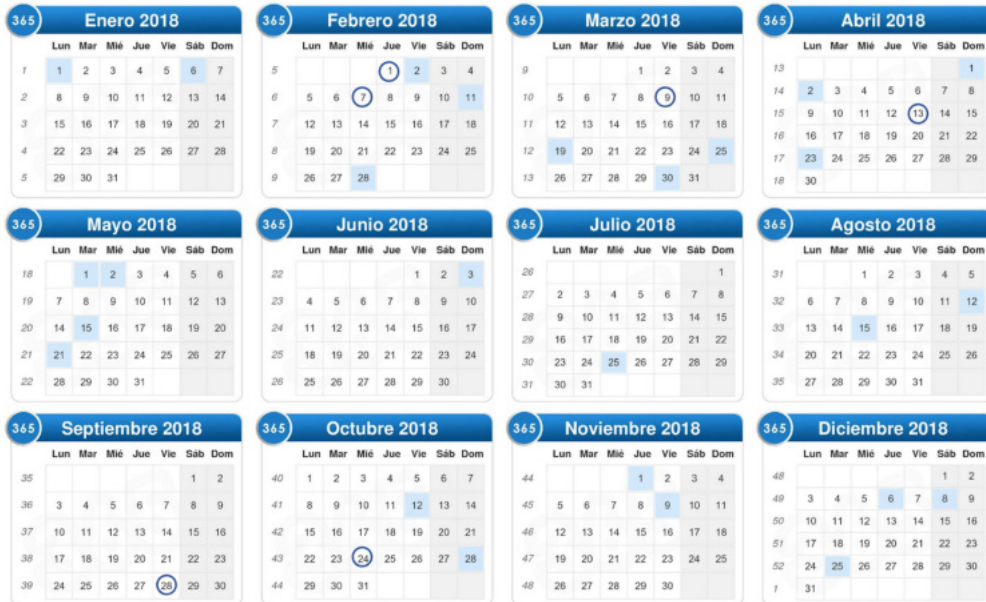 365 Enero 2018
Lun Mar Mié Jue Vie Sáb Dom
1 1 2 3 4 5 6 7
2 8 9 10 11 12 13 14
3 15 16 17 18 19 20 21
4 22 23 24 25 26 27 28
5 29 30 31
365 Febrero 2018
Lun Mar Mié Jue Vie Sáb Dom
5 1 2 3 4
6 5 6 7 8 9 10 11
7 12 13 14 15 16 17 18
8 19 20 21 22 23 24 25
9 26 27 28
365 Marzo 2018
Lun Mar Mié Jue Vie Sáb Dom
9 1 2 3 4
10 5 6 7 8 9 10 11
11 12 13 14 15 16 17 18
12 19 20 21 22 23 24 25
13 26 27 28 29 30 31
365 Abril 2018
Lun Mar Mié Jue Vie Sáb Dom
13 1
14 2 3 4 5 6 7 8
15 9 10 11 12 13 14 15
16 16 17 18 19 20 21 22
17 23 24 25 26 27 28 29
18 30
365 Mayo 2018
Lun Mar Mié Jue Vie Sáb Dom
18 1 2 3 4 5 6
19 7 8 9 10 11 12 13
20 14 15 16 17 18 19 20
21 21 22 23 24 25 26 27
22 28 29 30 31
365 Junio 2018
Lun Mar Mié Jue Vie Sáb Dom
22 1 2 3
23 4 5 6 7 8 9 10
24 11 12 13 14 15 16 17
25 18 19 20 21 22 23 24
26 25 26 27 28 29 30
365 Julio 2018
Lun Mar Mié Jue Vie Sáb Dom
26 1
27 2 3 4 5 6 7 8
28 9 10 11 12 13 14 15
29 16 17 18 19 20 21 22
30 23 24 25 26 27 28 29
31 30 31
365 Agosto 2018
Lun Mar Mié Jue Vie Sáb Dom
31 1 2 3 4 5
32 6 7 8 9 10 11 12
33 13 14 15 16 17 18 19
34 20 21 22 23 24 25 26
35 27 28 29 30 31
365 Septiembre 2018
Lun Mar Mié Jue Vie Sáb Dom
35 1 2
36 3 4 5 6 7 8 9
37 10 11 12 13 14 15 16
38 17 18 19 20 21 22 23
39 24 25 26 27 28 29 30
365 Octubre 2018
Lun Mar Mié Jue Vie Sáb Dom
40 1 2 3 4 5 6 7
41 8 9 10 11 12 13 14
42 15 16 17 18 19 20 21
43 22 23 24 25 26 27 28
44 29 30 31
365 Noviembre 2018
Lun Mar Mié Jue Vie Sáb Dom
44 1 2 3 4
45 5 6 7 8 9 10 11
46 12 13 14 15 16 17 18
47 19 20 21 22 23 24 25
48 26 27 28 29 30
365 Diciembre 2018
Lun Mar Mié Jue Vie Sáb Dom
48 1 2
49 3 4 5 6 7 8 9
50 10 11 12 13 14 15 16
51 17 18 19 20 21 22 23
52 24 25 26 27 28 29 30
1 31